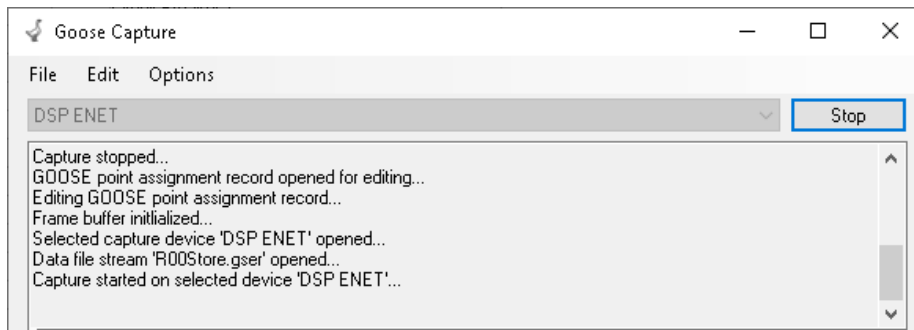 Goose Capture
File Edit Options
DSP ENET
Stop
Capture stopped...
GOOSE point assignment record opened for editing...
Editing GOOSE point assignment record...
Frame buffer initlialized...
Selected capture device 'DSP ENET' opened...
Data file stream 'R00Store.gser' opened...
Capture started on selected device 'DSP ENET'...